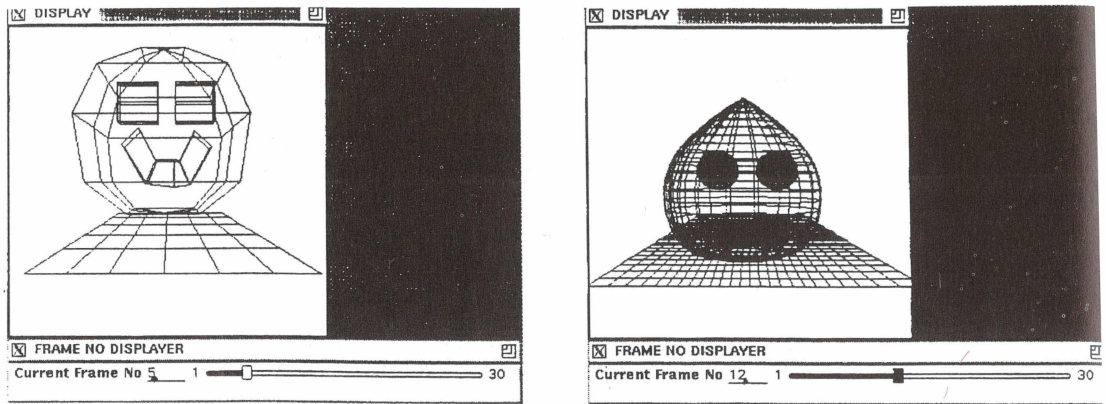 DISPLAY
FRAME NO DISPLAYER
Current Frame No 5 1 30
DISPLAY
FRAME NO DISPLAYER
Current Frame No 12 1 30